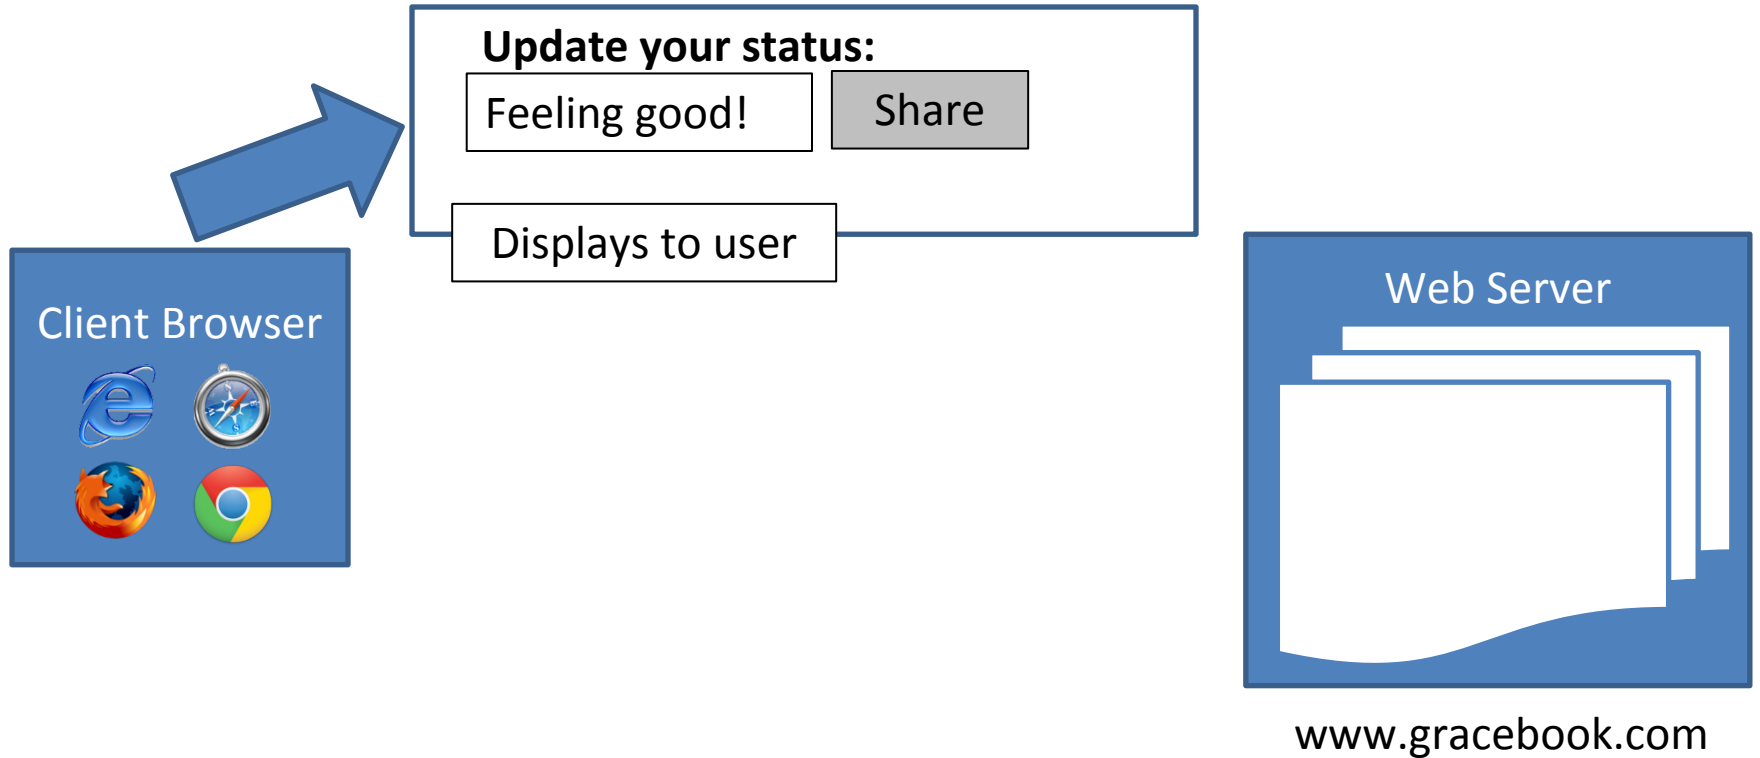 Update your status:
Feeling good!
Share
Displays to user
Client Browser
Web Server
www.gracebook.com